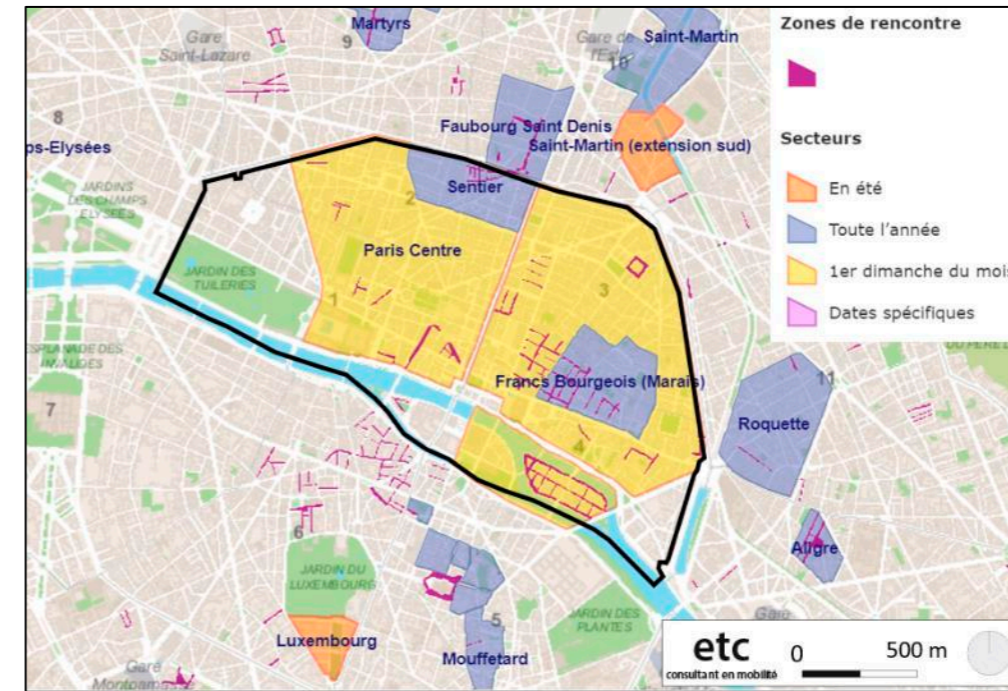 Martyrs
Gare
Saint-Lazare
9
Gare de
l'Est
10
Saint-Martin
Zones de rencontre
8
ps-Elysées
Faubourg Saint Denis
Saint-Martin (extension sud)
Secteurs
En été
Toute l'année
1er dimanche du mois
Dates spécifiques
JARDINS
DES CHAMPS
ELYSEES
Sentier
2
Paris Centre
3
JARDIN DES
TUILERIES
1
ESPLANADE DES
INVALIDES
7
Francs Bourgeois (Marais)
11
Roquette
4
6
JARDIN DU
LUXEMBOURG
Aligre
Luxembourg
5
Mouffetard
JARDIN DES
PLANTES
Gare
Gare
Montparnasse
etc
consultant en mobilité
0
500 m